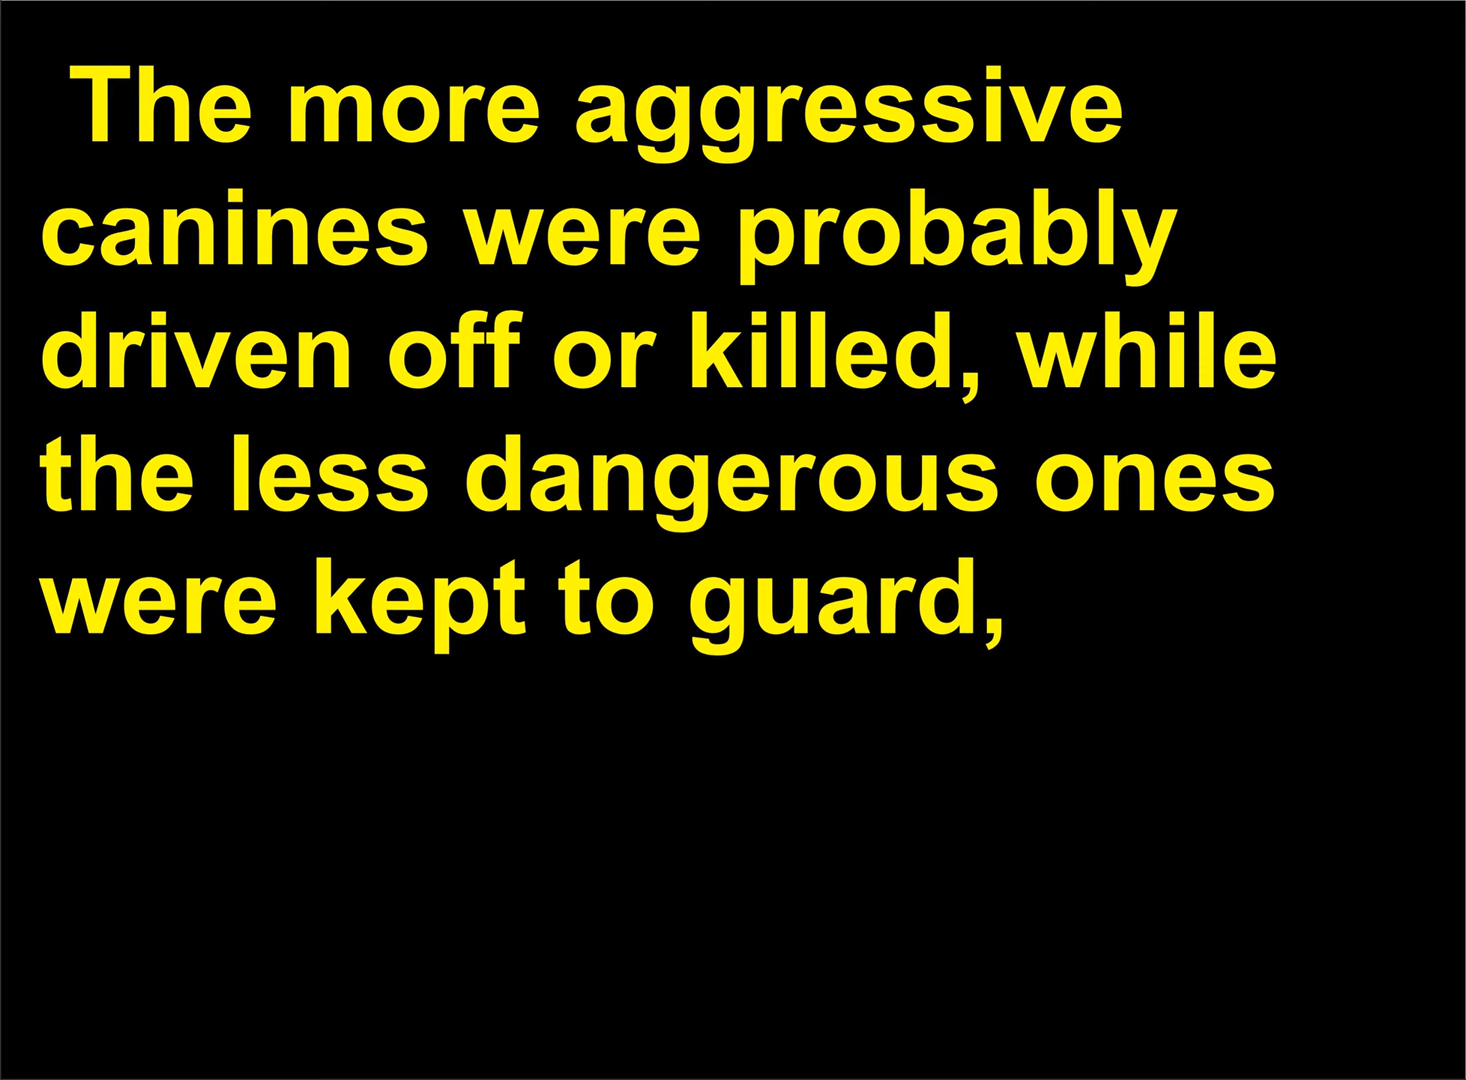 The more aggressive
canines were probably
driven off or killed, while
the less dangerous ones
were kept to guard,